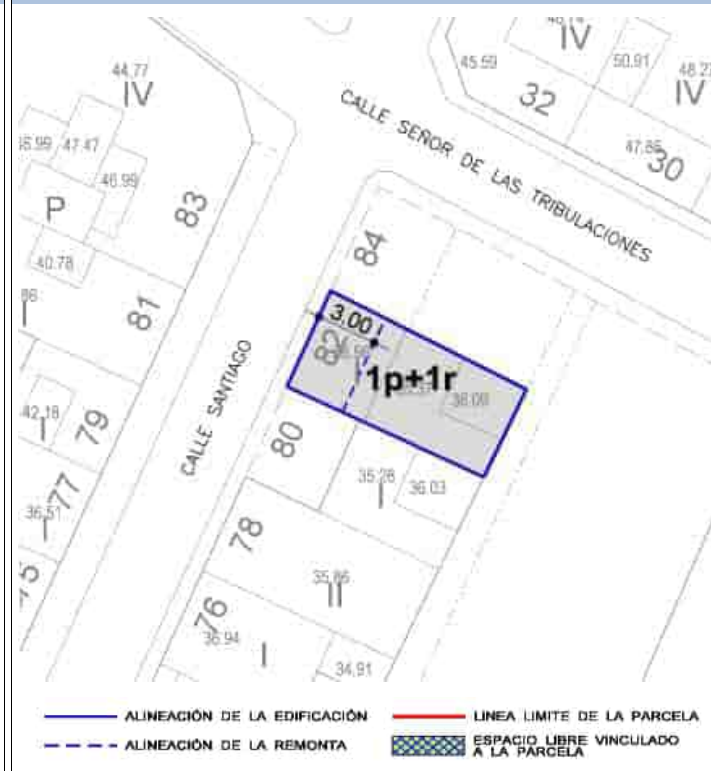 44.77
IV
45.59
IV
50.91
IV
32
47.47
46.99
CALLE SEÑOR DE LAS TRIBULACIONES
30
P
83
84
40.78
81
3.00
82
1p+1r
38.09
CALLE SANTIAGO
42.18
I
79
80
35.28
I
36.03
77
36.51
I
78
35.86
II
76
36.94
I
34.91
ALINEACIÓN DE LA EDIFICACIÓN
LINEA LIMITE DE LA PARCELA
ALINEACIÓN DE LA REMONTA
ESPACIO LIBRE VINCULADO
A LA PARCELA